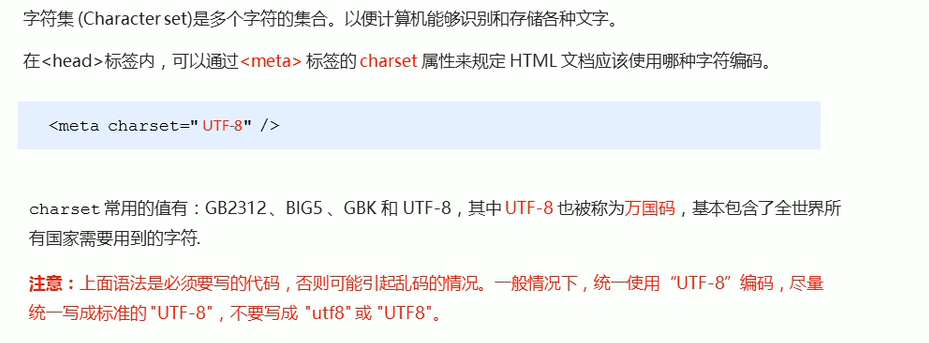 字符集 (Character set)是多个字符的集合。以便计算机能够识别和存储各种文字。
在<head>标签内，可以通过<meta> 标签的 charset 属性来规定 HTML 文档应该使用哪种字符编码。
<meta charset=" UTF-8" />
charset 常用的值有：GB2312、BIG5 、GBK 和 UTF-8，其中 UTF-8 也被称为万国码，基本包含了全世界所
有国家需要用到的字符.
注意：上面语法是必须要写的代码，否则可能引起乱码的情况。一般情况下，统一使用“UTF-8”编码，尽量
统一写成标准的 "UTF-8"，不要写成 "utf8" 或 "UTF8"。